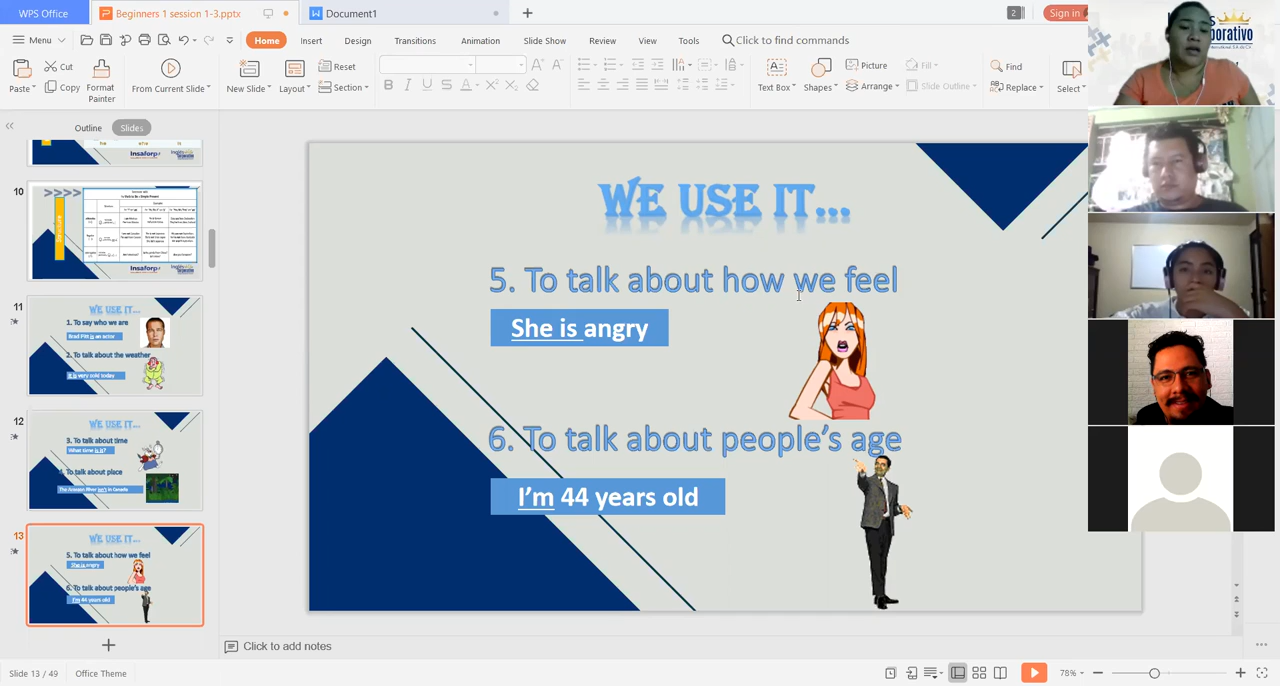 WPS Office
Beginners 1 session 1-3.pptx
Document1
2
Sign in
Menu
Home
Insert
Design
Transitions
Animation
Slide Show
Review
View
Tools
Click to find commands
Paste
Cut
Copy
Format Painter
From Current Slide
New Slide
Layout
Reset
Section
Text Box
Shapes
Picture
Arrange
Fill
Slide Outline
Find
Replace
Select
Outline
Slides
10
Structure
Insaforp
11
WE USE IT...
1. To say who we are
Brad Pitt is an actor
2. To talk about the weather
It is very cold today
12
WE USE IT...
3. To talk about time
What time is it?
To talk about place
The Amazon River isn't in Canada
13
WE USE IT...
5. To talk about how we feel
She is angry
6. To talk about people's age
I'm 44 years old
WE USE IT...
5. To talk about how we feel
She is angry
6. To talk about people's age
I'm 44 years old
Click to add notes
Slide 13 / 49
Office Theme
78%